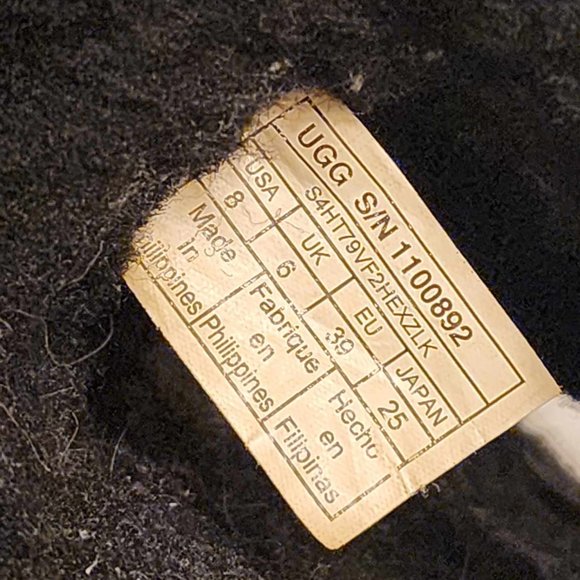 UGG S/N 1100892
S4HT79VF2HEXZLK
USA UK EU JAPAN
8 6 39 25
Made Fabrique Hecho
in en en
Philippines Philippines Filipinas